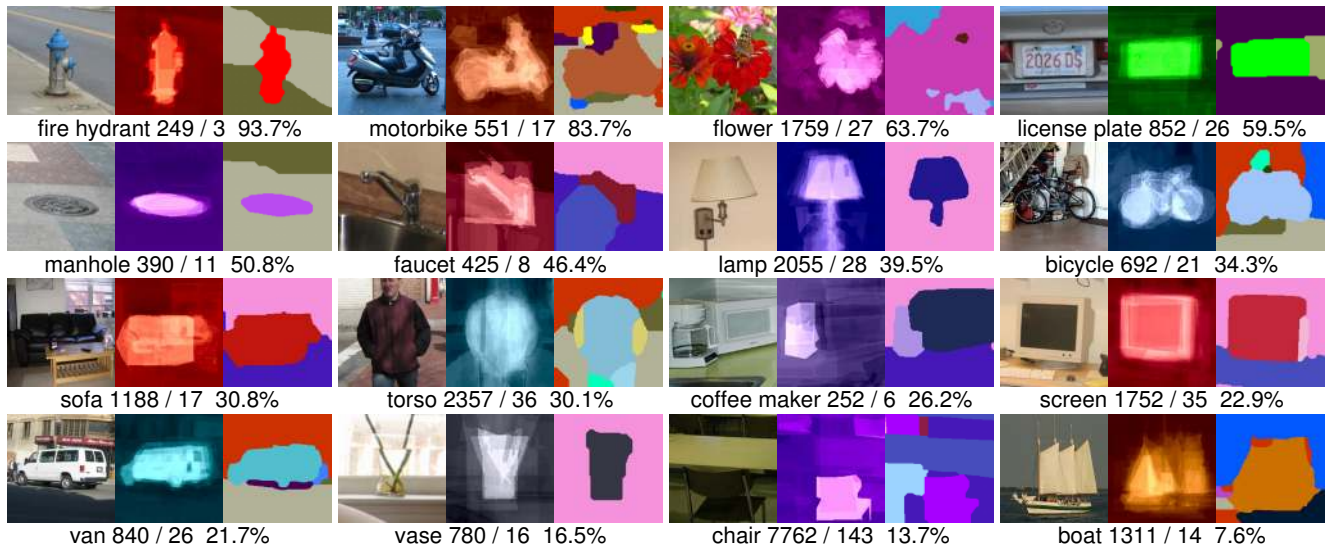 2026 DS
fire hydrant 249 / 3 93.7%
motorbike 551 / 17 83.7%
flower 1759 / 27 63.7%
license plate 852 / 26 59.5%
manhole 390 / 11 50.8%
faucet 425 / 8 46.4%
lamp 2055 / 28 39.5%
bicycle 692 / 21 34.3%
sofa 1188 / 17 30.8%
torso 2357 / 36 30.1%
coffee maker 252 / 6 26.2%
screen 1752 / 35 22.9%
van 840 / 26 21.7%
vase 780 / 16 16.5%
chair 7762 / 143 13.7%
boat 1311 / 14 7.6%